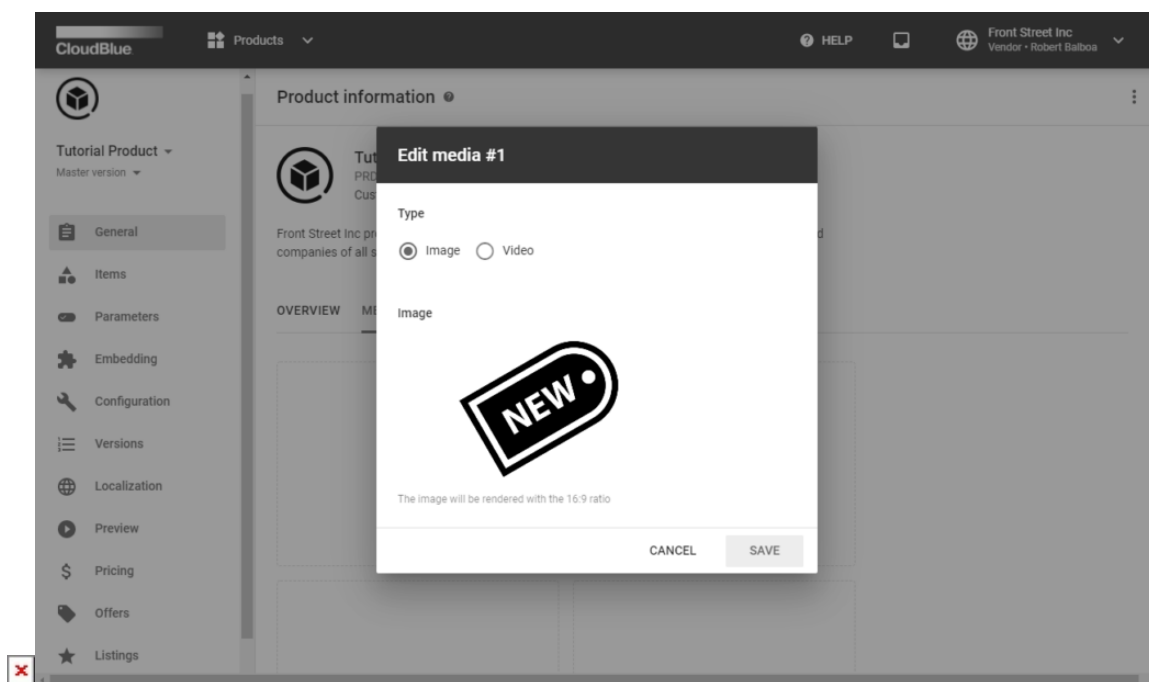 CloudBlue
Products
HELP
Front Street Inc
Vendor • Robert Balboa
Tutorial Product
Master version
General
Items
Parameters
Embedding
Configuration
Versions
Localization
Preview
Pricing
Offers
Listings
Product information
Tut
PRD
Cus
Front Street Inc pr
d
companies of all s
OVERVIEW ME
Edit media #1
Type
Image Video
Image
NEW
The image will be rendered with the 16:9 ratio
CANCEL SAVE